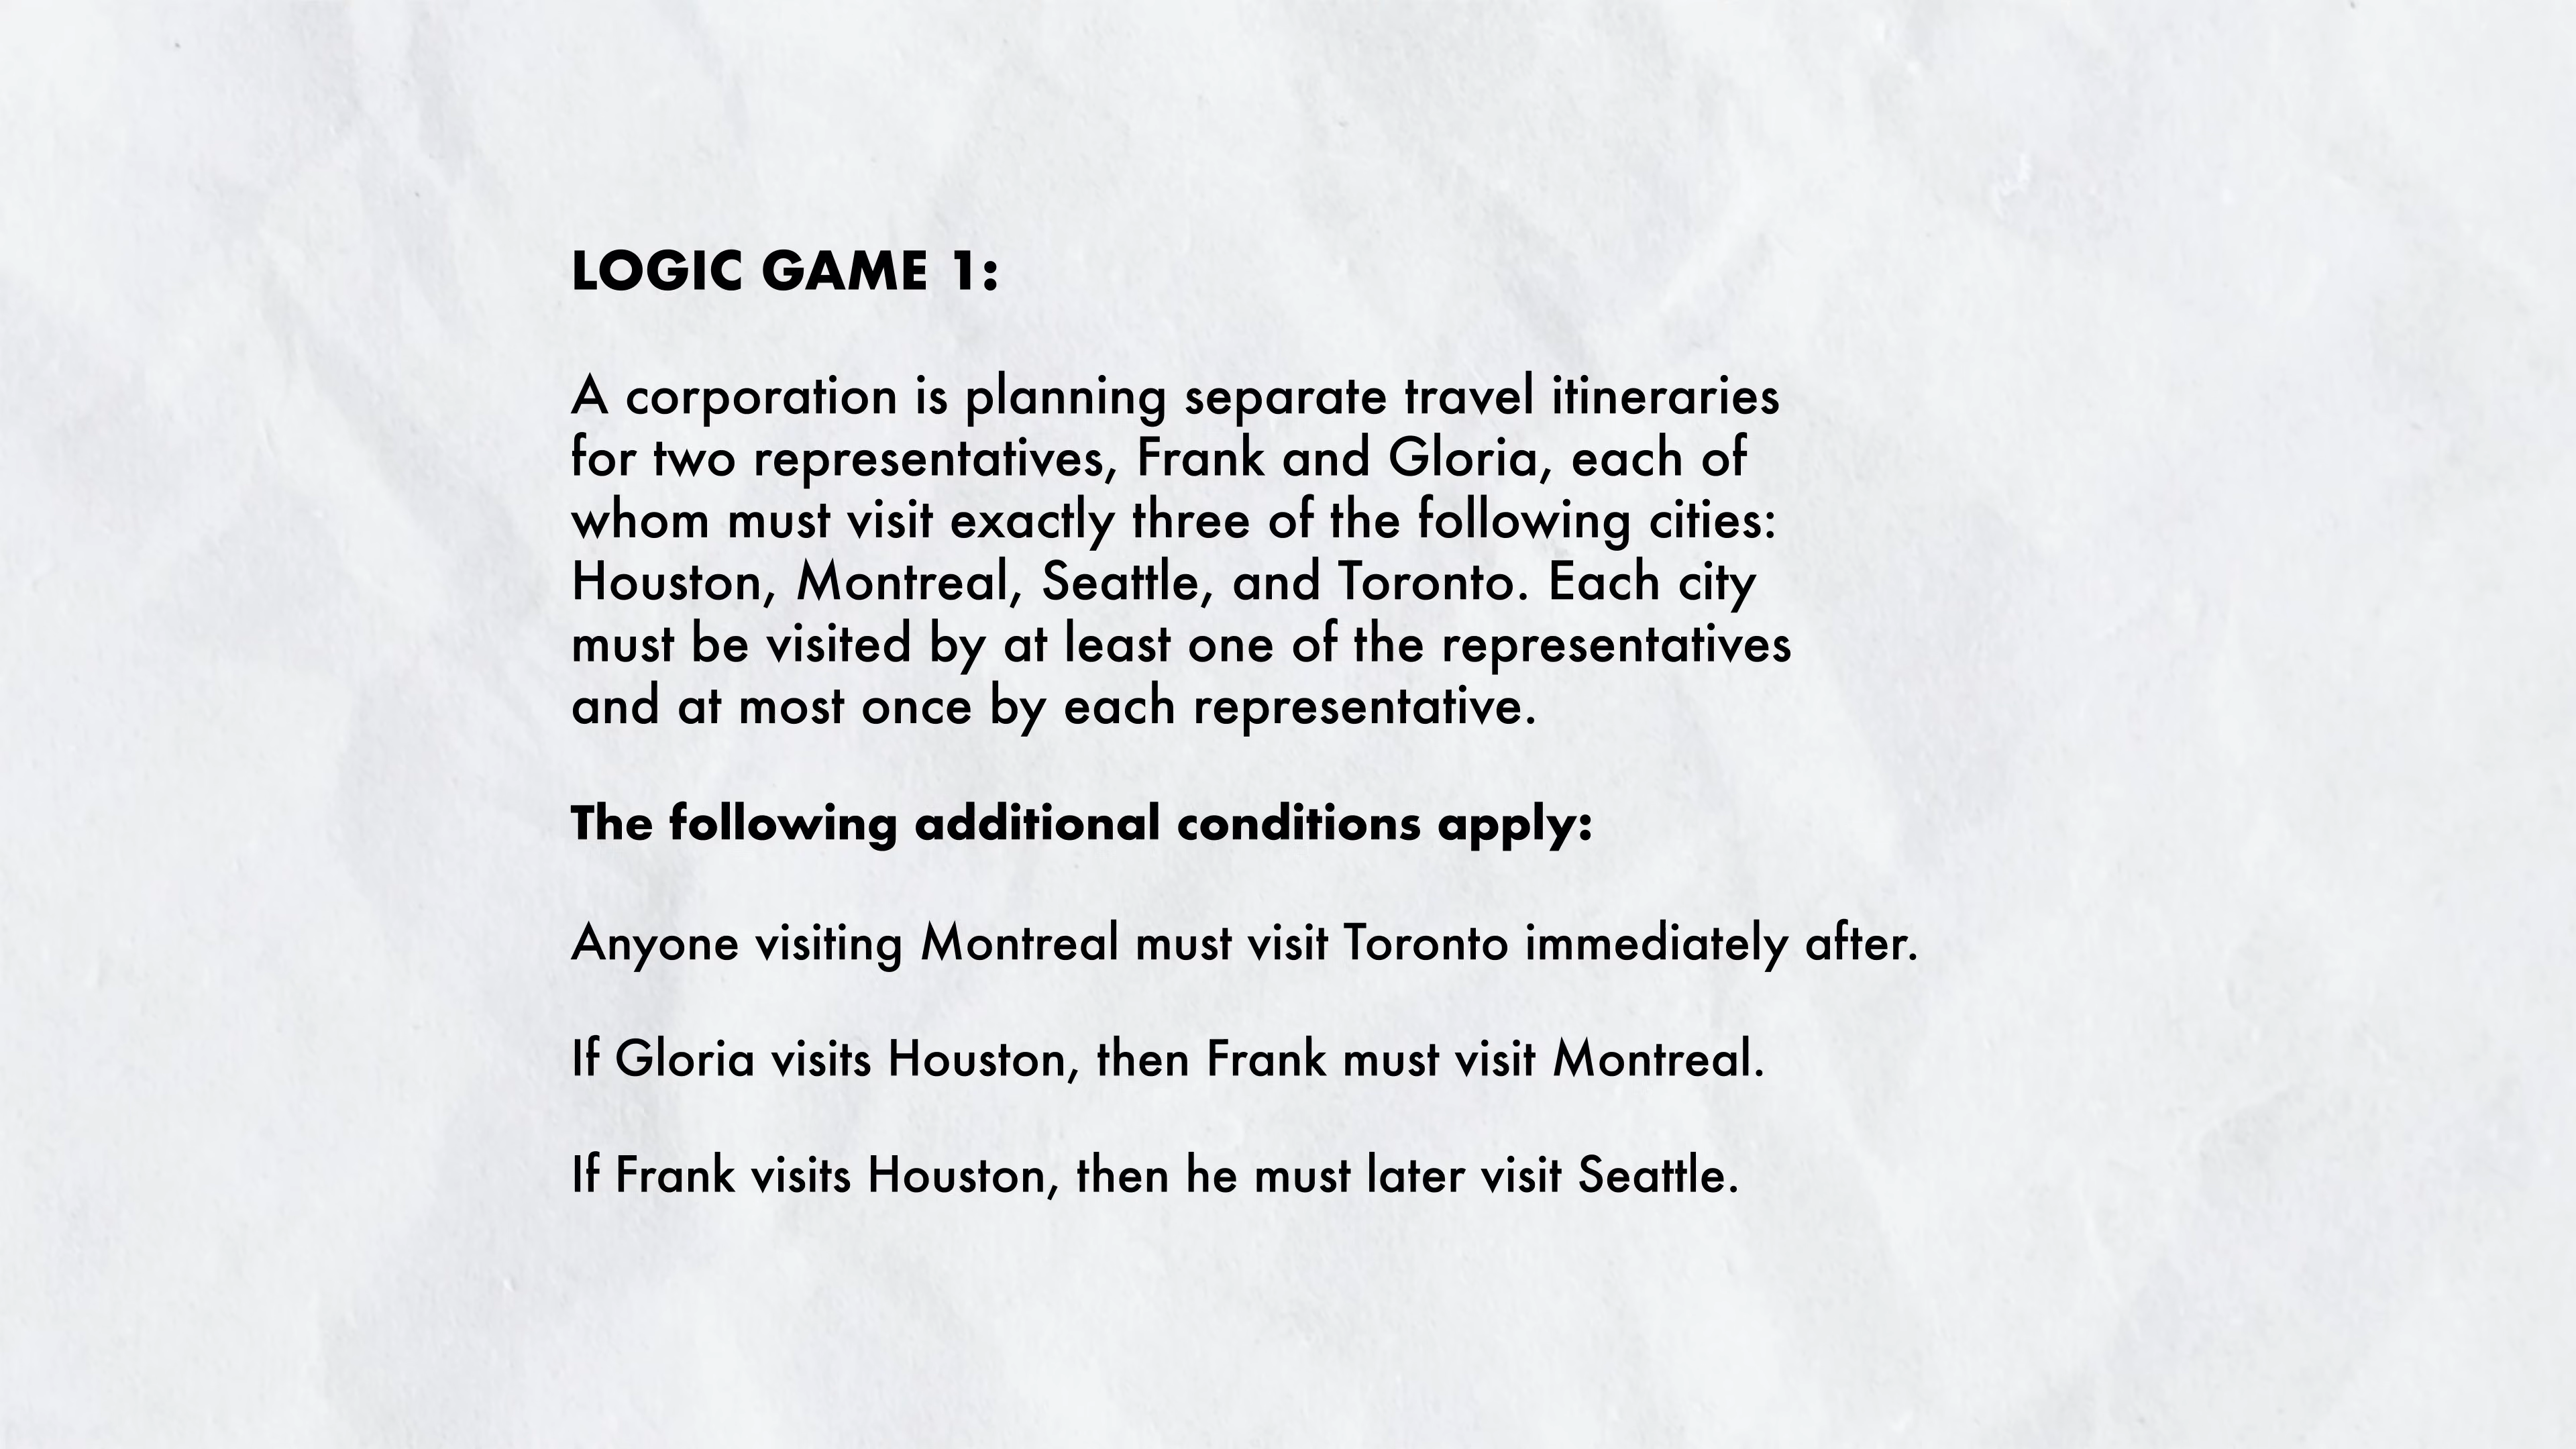 LOGIC GAME 1:
A corporation is planning separate travel itineraries
for two representatives, Frank and Gloria, each of
whom must visit exactly three of the following cities:
Houston, Montreal, Seattle, and Toronto. Each city
must be visited by at least one of the representatives
and at most once by each representative.
The following additional conditions apply:
Anyone visiting Montreal must visit Toronto immediately after.
If Gloria visits Houston, then Frank must visit Montreal.
If Frank visits Houston, then he must later visit Seattle.